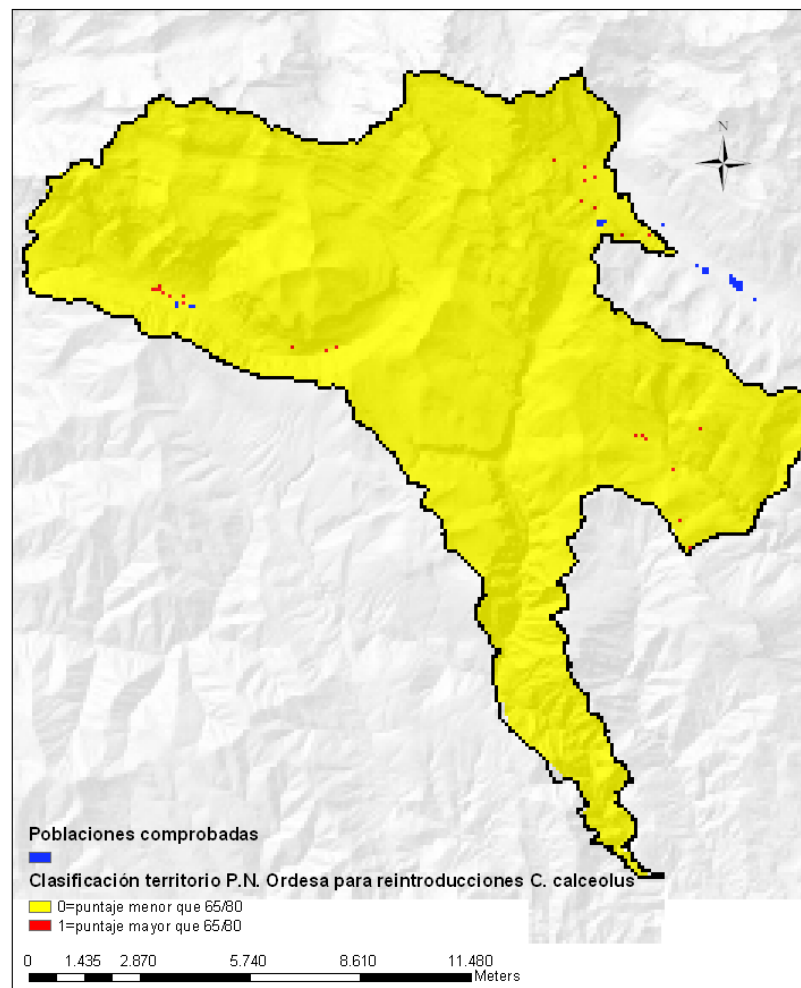 N
Poblaciones comprobadas
Clasificación territorio P.N. Ordesa para reintroducciones C. calceolus
0=puntaje menor que 65/80
1=puntaje mayor que 65/80
0 1.435 2.870 5.740 8.610 11.480
Meters